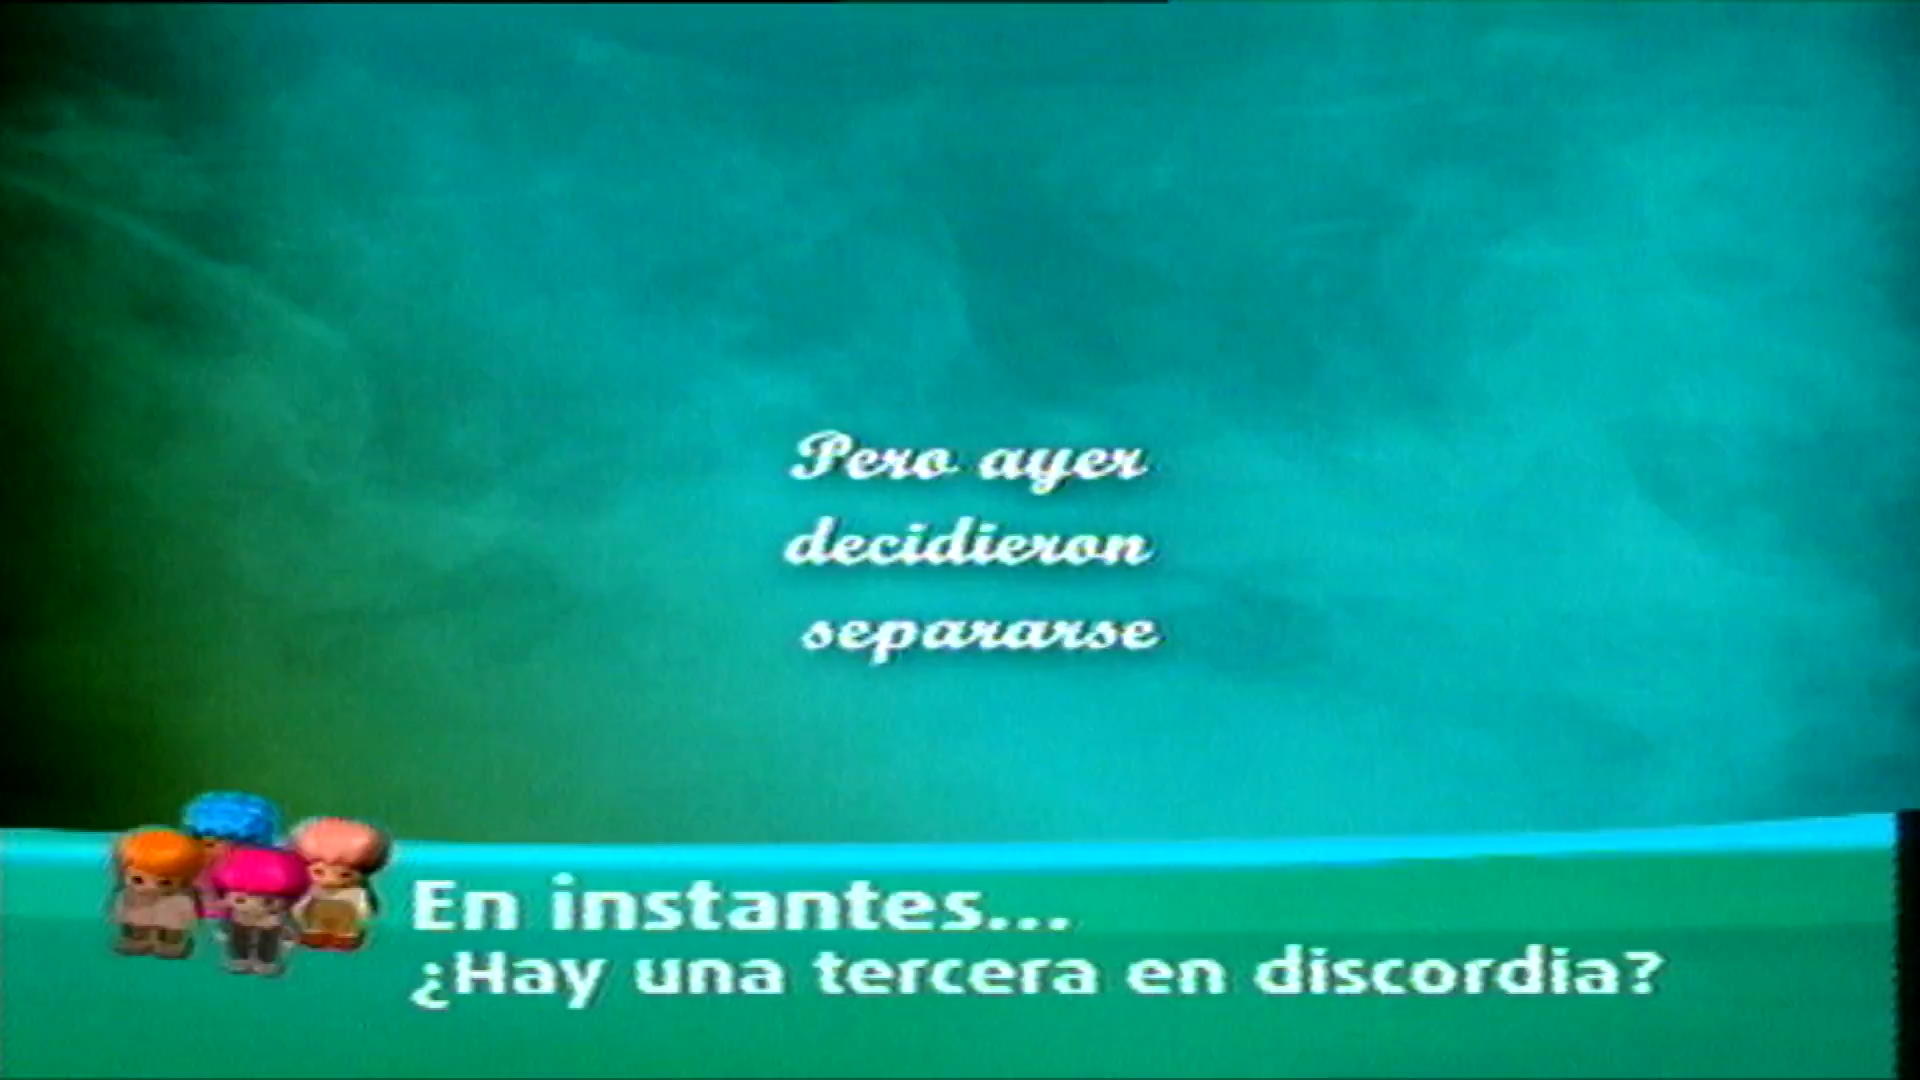 Pero ayer
decidieron
separarse
En instantes...
¿Hay una tercera en discordia?